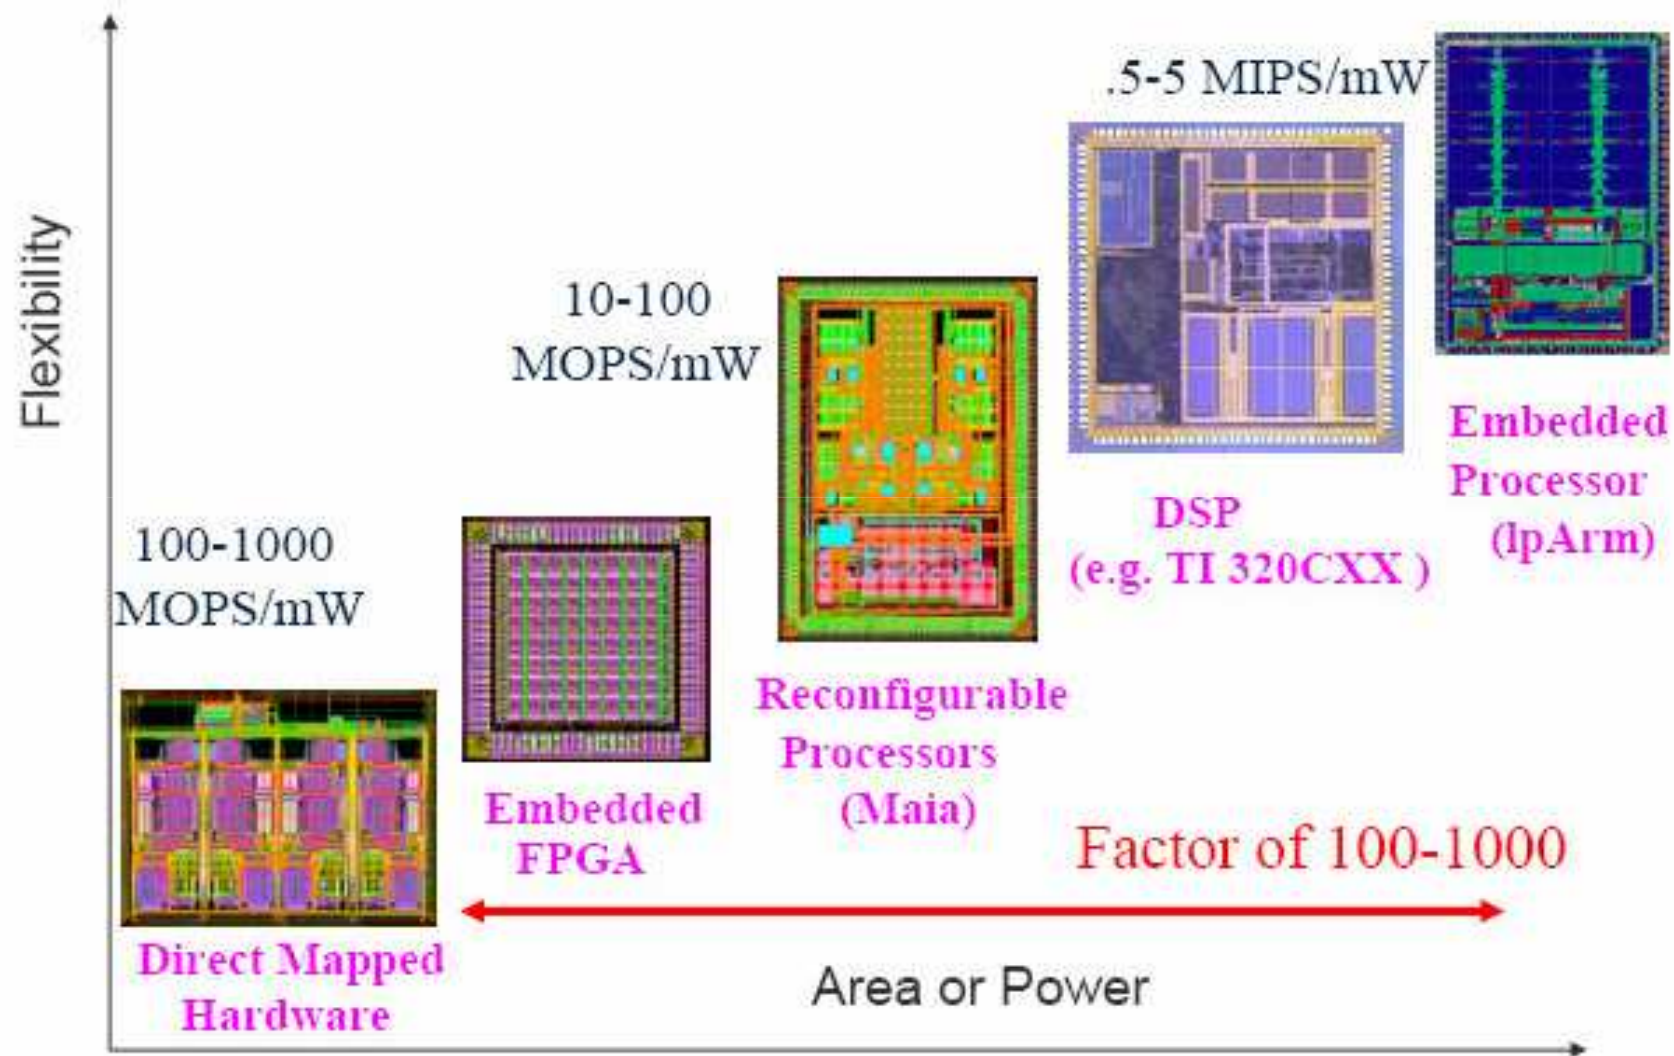 Flexibility
.5-5 MIPS/mW
10-100
MOPS/mW
100-1000
MOPS/mW
Embedded
Processor
(lpArm)
DSP
(e.g. TI 320CXX )
Reconfigurable
Processors
(Maia)
Embedded
FPGA
Factor of 100-1000
Direct Mapped
Hardware
Area or Power